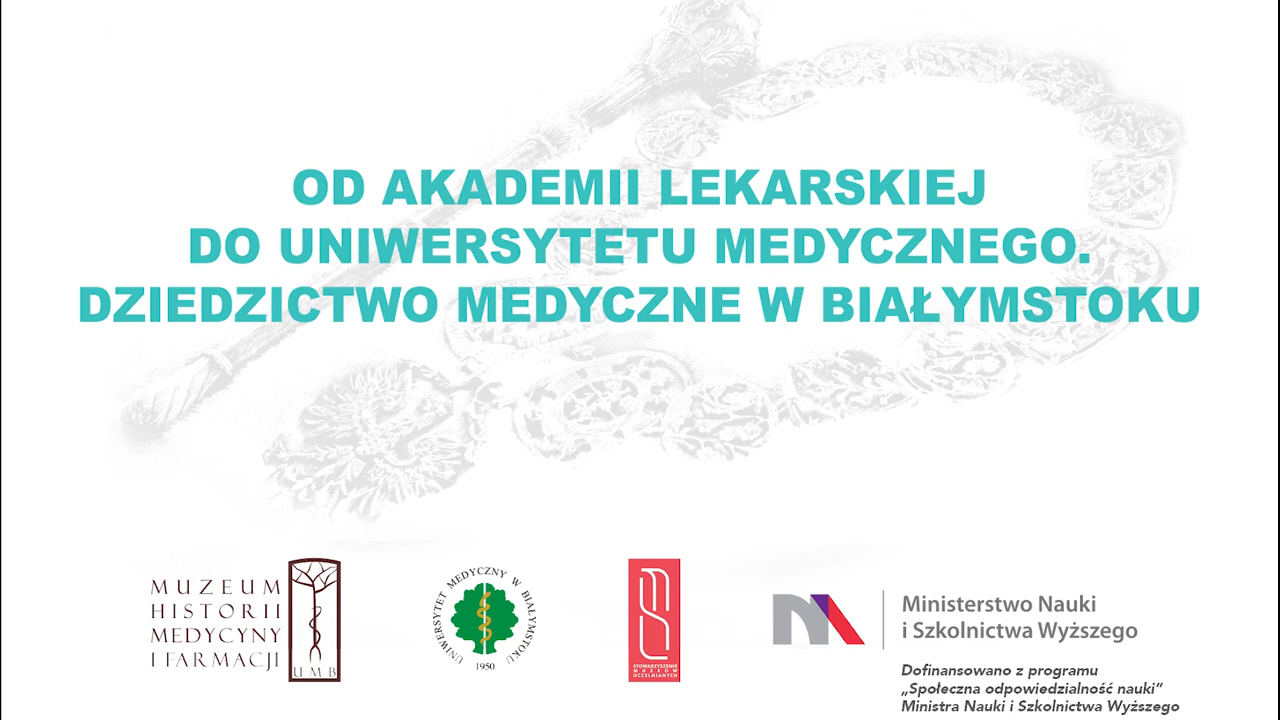 OD AKADEMII LEKARSKIEJ
DO UNIWERSYTETU MEDYCZNEGO.
DZIEDZICTWO MEDYCZNE W BIAŁYMSTOKU
MUZEUM
HISTORII
MEDYCYNY
I FARMACJI
UMB
UNIWERSYTET MEDYCZNY W BIAŁYMSTOKU
1950
STOWARZYSZENIE
MUZEÓW
UCZELNIANYCH
Ministerstwo Nauki
i Szkolnictwa Wyższego
Dofinansowano z programu
„Społeczna odpowiedzialność nauki”
Ministra Nauki i Szkolnictwa Wyższego